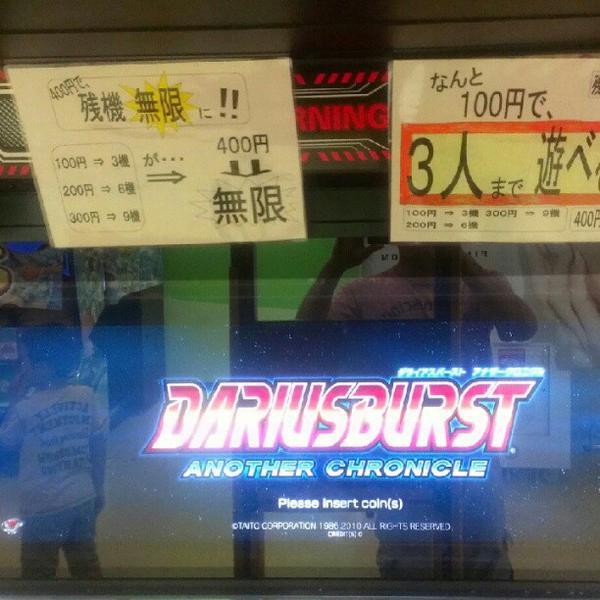 400円で、
残機 無限 に!!
100円 ⇒ 3機
200円 ⇒ 6機
300円 ⇒ 9機
が… ⇒
400円
無限
RNING
なんと
100円で、
3人まで 遊べ
100円 ⇒ 3機 300円 ⇒ 9機
200円 ⇒ 6機
400円
ダライアスバースト アナザークロニクル
DARIUSBURST
ANOTHER CHRONICLE
Please insert coin(s)
©TAITO CORPORATION 1986,2010 ALL RIGHTS RESERVED.
CREDIT(S) 0